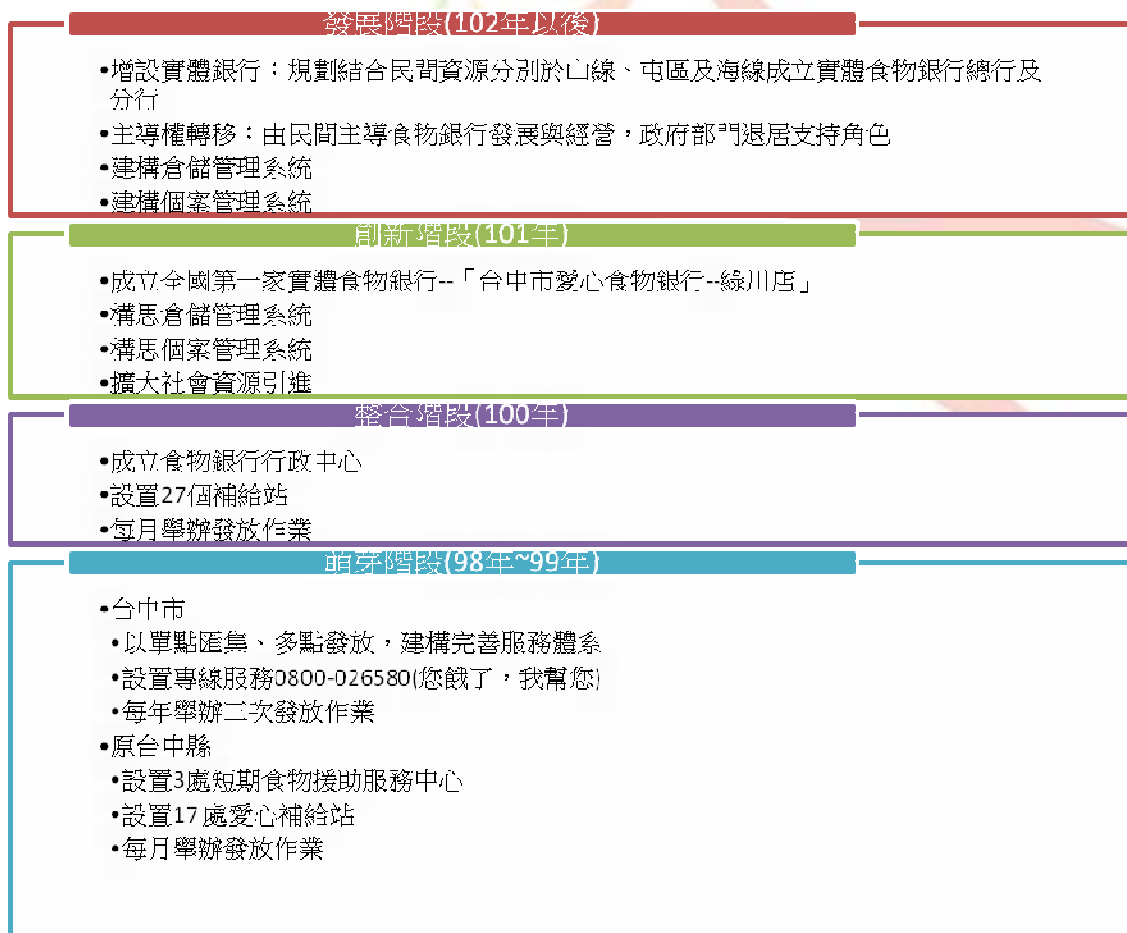 發展階段(102年以後)
•增設實體銀行：規劃結合民間資源分別於山線、屯區及海線成立實體食物銀行總行及
分行
•主導權轉移：由民間主導食物銀行發展與經營，政府部門退居支持角色
•建構倉儲管理系統
•建構個案管理系統
創新階段(101年)
•成立全國第一家實體食物銀行--「台中市愛心食物銀行--綠川店」
•構思倉儲管理系統
•構思個案管理系統
•擴大社會資源引進
整合階段(100年)
•成立食物銀行行政中心
•設置27個補給站
•每月舉辦發放作業
萌芽階段(98年~99年)
•台中市
•以單點匯集、多點發放，建構完善服務體系
•設置專線服務0800-026580(您餓了，我幫您)
•每年舉辦三次發放作業
•原台中縣
•設置3處短期食物援助服務中心
•設置17處愛心補給站
•每月舉辦發放作業